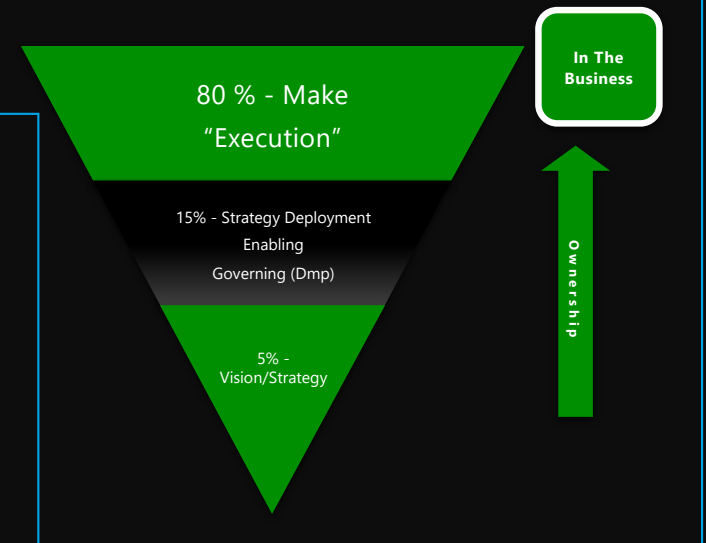 80 % - Make
“Execution”
15% - Strategy Deployment
Enabling
Governing (Dmp)
5% -
Vision/Strategy
In The
Business
Ownership